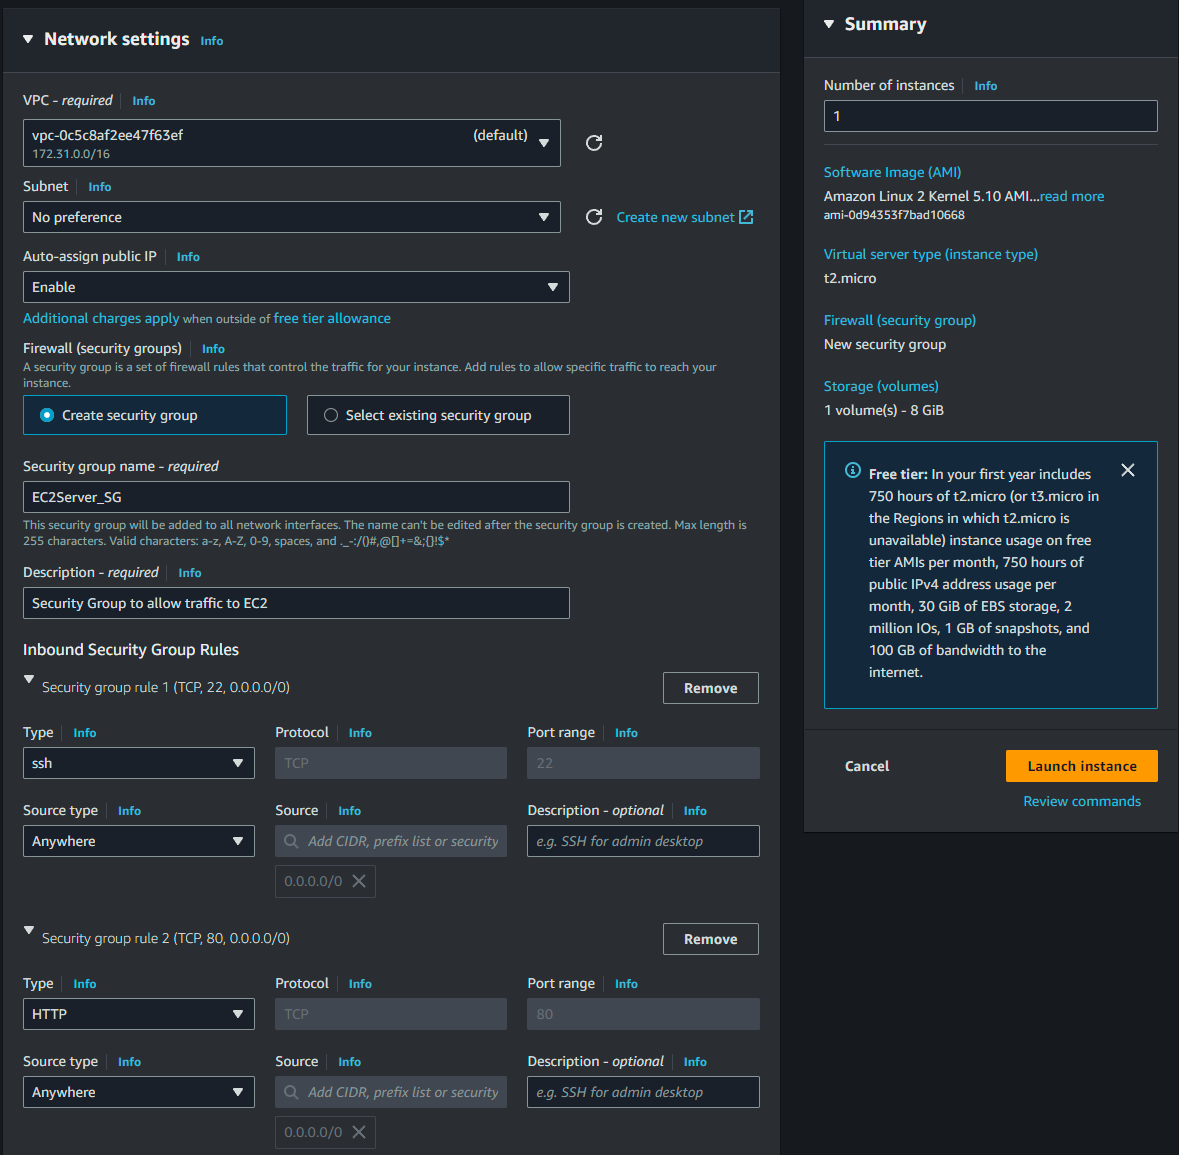 Network settings Info
VPC - required Info
vpc-0c5c8af2ee47f63ef (default)
172.31.0.0/16
Subnet Info
No preference
Create new subnet
Auto-assign public IP Info
Enable
Additional charges apply when outside of free tier allowance
Firewall (security groups) Info
A security group is a set of firewall rules that control the traffic for your instance. Add rules to allow specific traffic to reach your
instance.
Create security group
Select existing security group
Security group name - required
EC2Server_SG
This security group will be added to all network interfaces. The name can't be edited after the security group is created. Max length is
255 characters. Valid characters: a-z, A-Z, 0-9, spaces, and ._-:/()#,@[]+=&;{}!$*
Description - required Info
Security Group to allow traffic to EC2
Inbound Security Group Rules
Security group rule 1 (TCP, 22, 0.0.0.0/0)
Remove
Type Info
Protocol Info
Port range Info
ssh
TCP
22
Source type Info
Source Info
Description - optional Info
Anywhere
Add CIDR, prefix list or security
e.g. SSH for admin desktop
0.0.0.0/0
Security group rule 2 (TCP, 80, 0.0.0.0/0)
Remove
Type Info
Protocol Info
Port range Info
HTTP
TCP
80
Source type Info
Source Info
Description - optional Info
Anywhere
Add CIDR, prefix list or security
e.g. SSH for admin desktop
0.0.0.0/0
Summary
Number of instances Info
1
Software Image (AMI)
Amazon Linux 2 Kernel 5.10 AMI...read more
ami-0d94353f7bad10668
Virtual server type (instance type)
t2.micro
Firewall (security group)
New security group
Storage (volumes)
1 volume(s) - 8 GiB
Free tier: In your first year includes
750 hours of t2.micro (or t3.micro in
the Regions in which t2.micro is
unavailable) instance usage on free
tier AMIs per month, 750 hours of
public IPv4 address usage per
month, 30 GiB of EBS storage, 2
million IOs, 1 GB of snapshots, and
100 GB of bandwidth to the
internet.
Cancel
Launch instance
Review commands